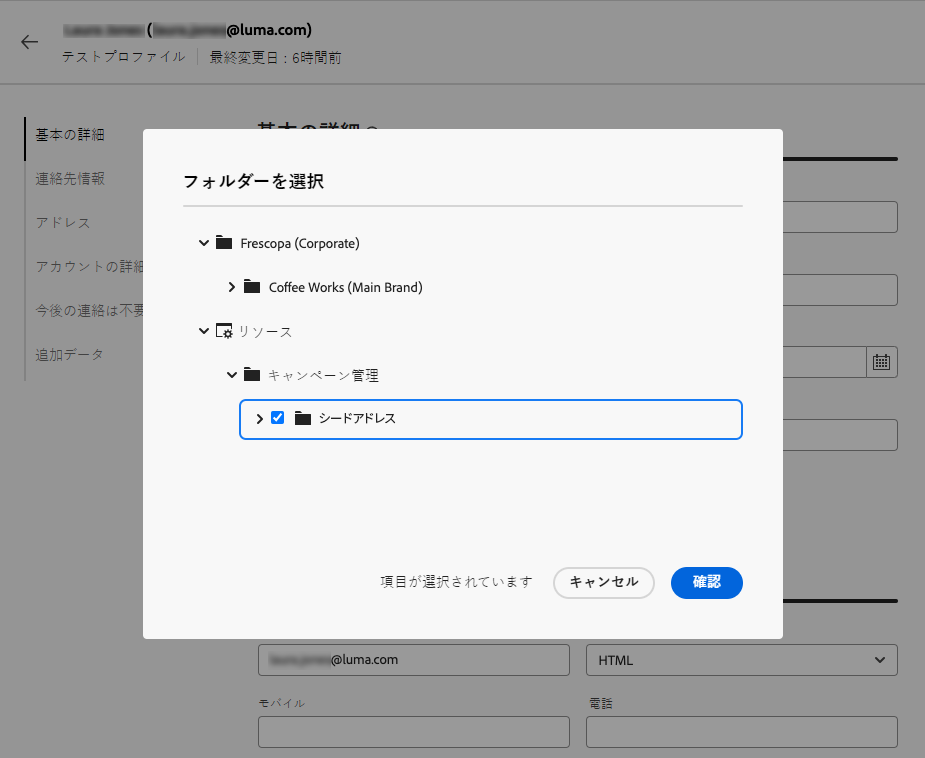 (@luma.com)
テストプロファイル 最終変更日 : 6時間前
基本の詳細
連絡先情報
アドレス
アカウントの詳細
今後の連絡は不要
追加データ
基本の詳細
フォルダーを選択
Frescopa (Corporate)
Coffee Works (Main Brand)
リソース
キャンペーン管理
シードアドレス
項目が選択されています キャンセル 確認
@luma.com HTML
モバイル 電話